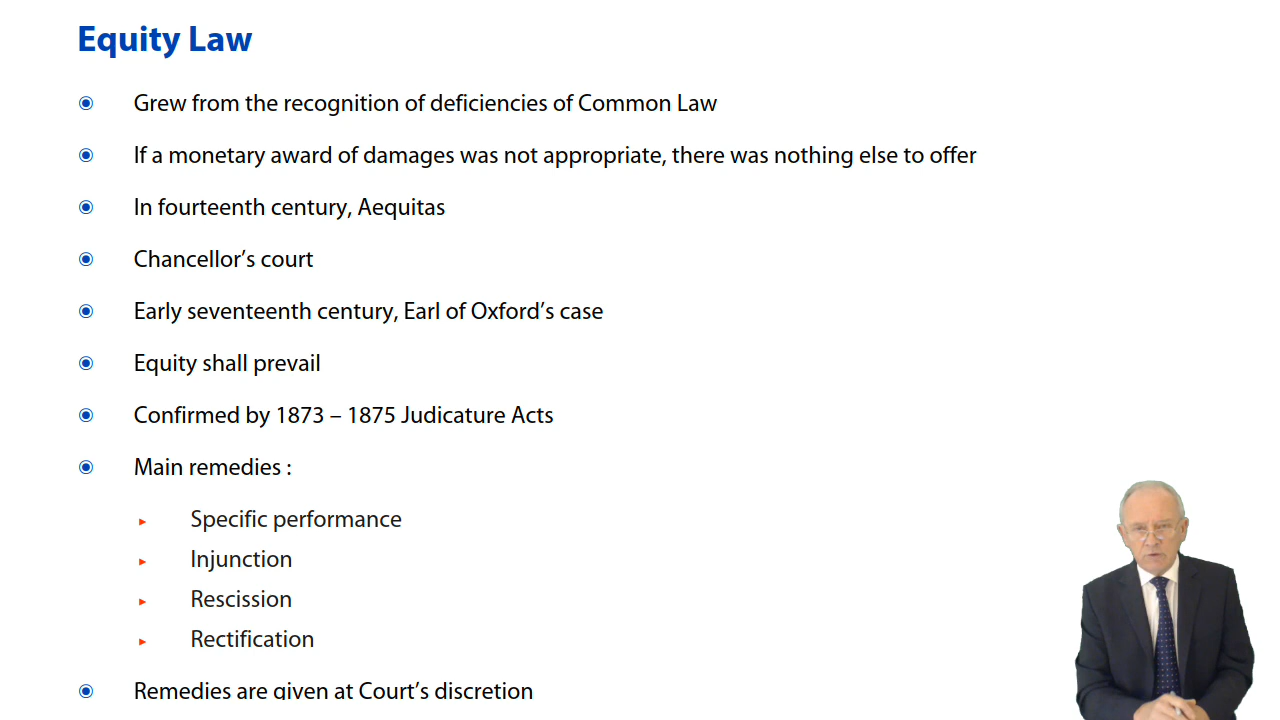 Equity Law
Grew from the recognition of deficiencies of Common Law
If a monetary award of damages was not appropriate, there was nothing else to offer
In fourteenth century, Aequitas
Chancellor’s court
Early seventeenth century, Earl of Oxford’s case
Equity shall prevail
Confirmed by 1873 – 1875 Judicature Acts
Main remedies :
Specific performance
Injunction
Rescission
Rectification
Remedies are given at Court’s discretion